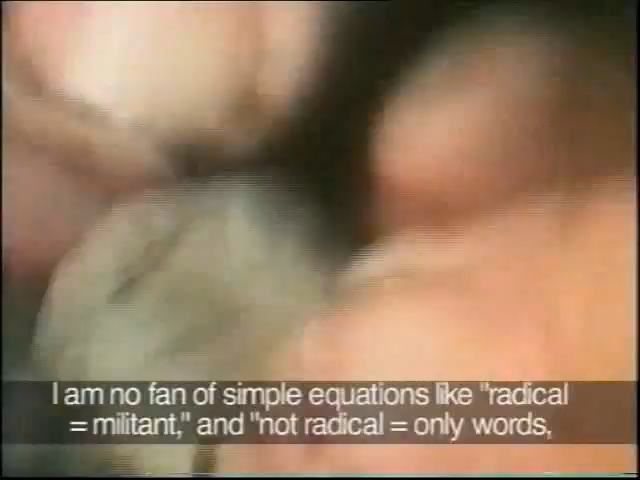 I am no fan of simple equations like "radical
= militant," and "not radical = only words,